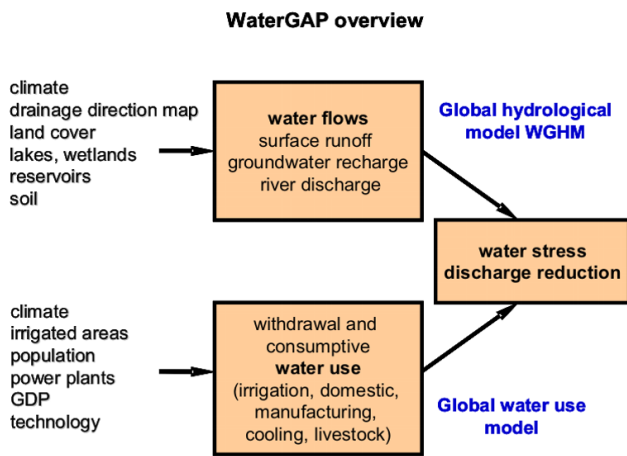 WaterGAP overview
climate
drainage direction map
land cover
lakes, wetlands
reservoirs
soil
water flows
surface runoff
groundwater recharge
river discharge
Global hydrological
model WGHM
water stress
discharge reduction
climate
irrigated areas
population
power plants
GDP
technology
withdrawal and
consumptive
water use
(irrigation, domestic,
manufacturing,
cooling, livestock)
Global water use
model